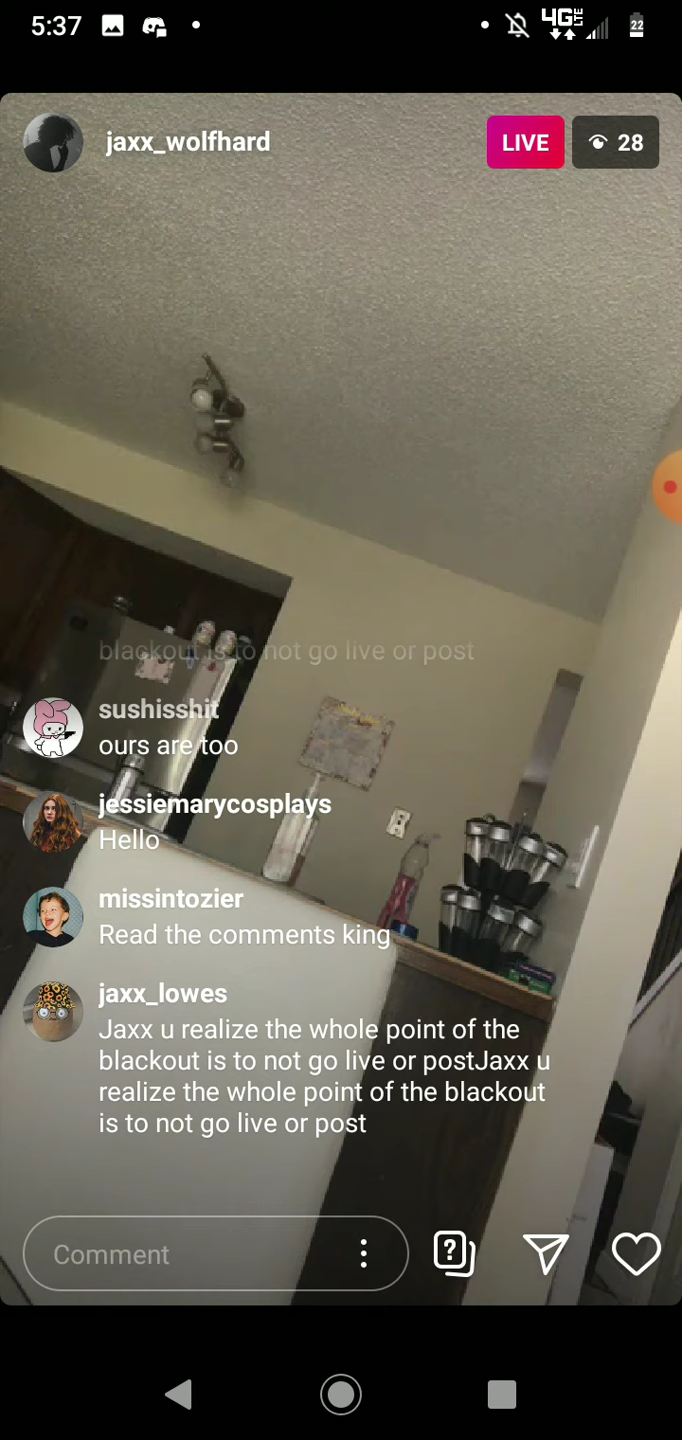 5:37
4G LTE
22
jaxx_wolfhard
LIVE
28
blackout is to not go live or post
sushisshit
ours are too
jessiemarycosplays
Hello
missintozier
Read the comments king
jaxx_lowes
Jaxx u realize the whole point of the
blackout is to not go live or postJaxx u
realize the whole point of the blackout
is to not go live or post
Comment